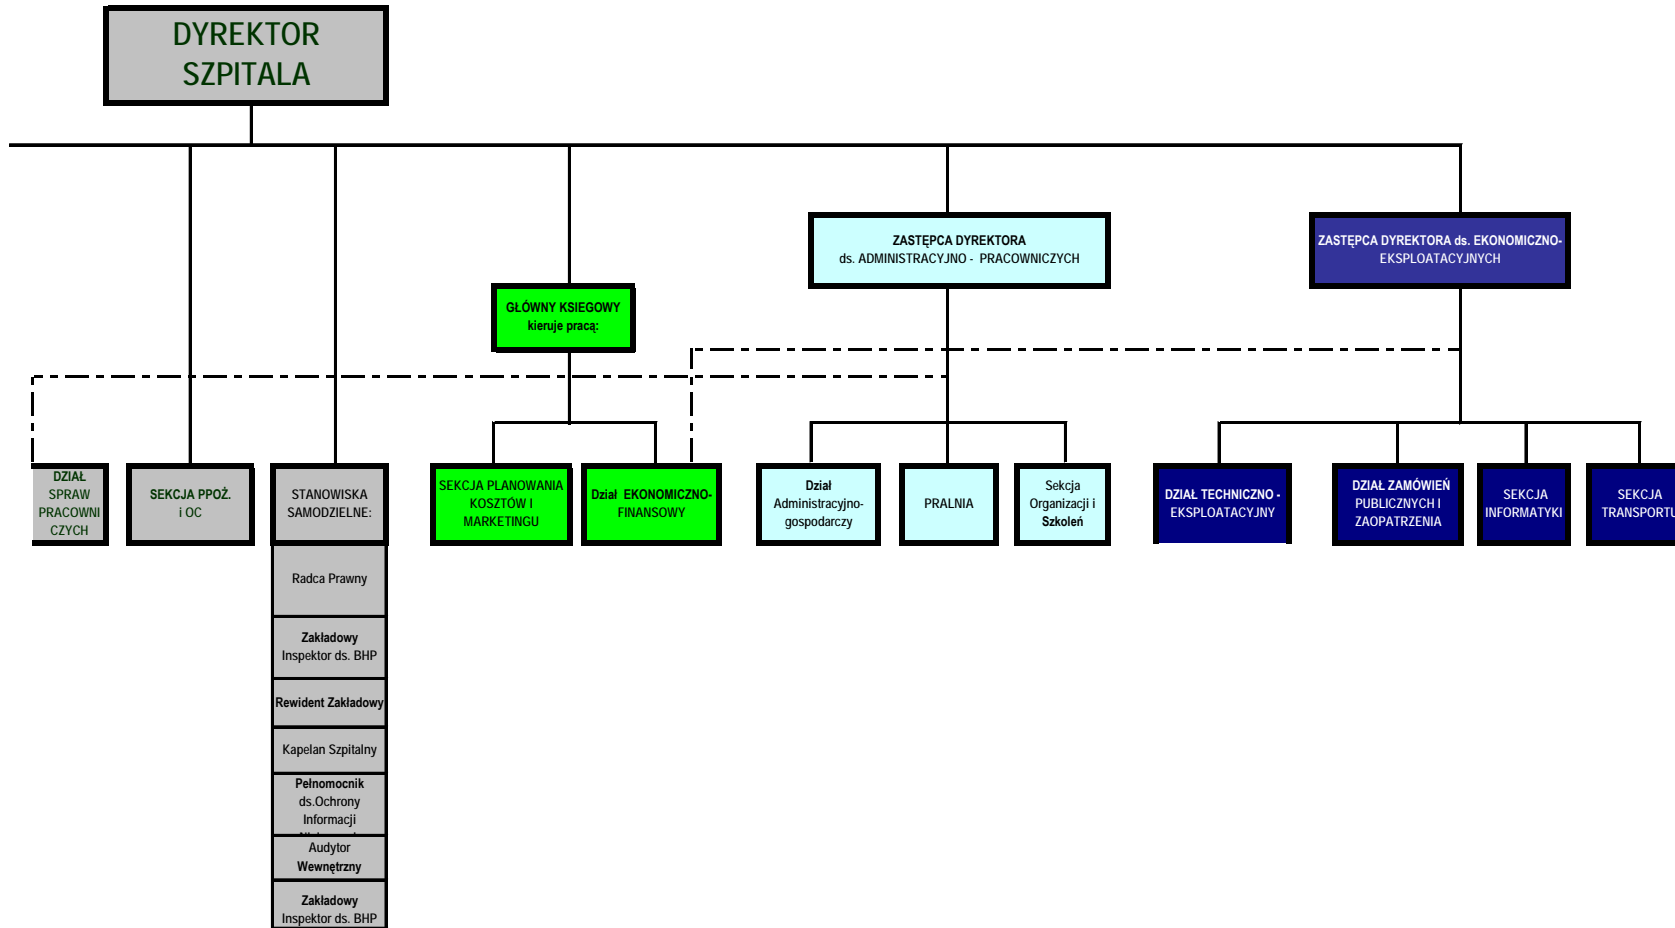 DYREKTOR
SZPITALA
ZASTĘPCA DYREKTORA
ds. ADMINISTRACYJNO - PRACOWNICZYCH
ZASTĘPCA DYREKTORA ds. EKONOMICZNO-
EKSPLOATACYJNYCH
GŁÓWNY KSIEGOWY
kieruje pracą:
DZIAŁ
SPRAW
PRACOWNI
CZYCH
SEKCJA PPOŻ.
i OC
STANOWISKA
SAMODZIELNE:
SEKCJA PLANOWANIA
KOSZTÓW I
MARKETINGU
Dział EKONOMICZNO-
FINANSOWY
Dział
Administracyjno-
gospodarczy
PRALNIA
Sekcja
Organizacji i
Szkoleń
DZIAŁ TECHNICZNO -
EKSPLOATACYJNY
DZIAŁ ZAMÓWIEŃ
PUBLICZNYCH I
ZAOPATRZENIA
SEKCJA
INFORMATYKI
SEKCJA
TRANSPORTU
Radca Prawny
Zakładowy
Inspektor ds. BHP
Rewident Zakładowy
Kapelan Szpitalny
Pełnomocnik
ds.Ochrony
Informacji
Audytor
Wewnętrzny
Zakładowy
Inspektor ds. BHP